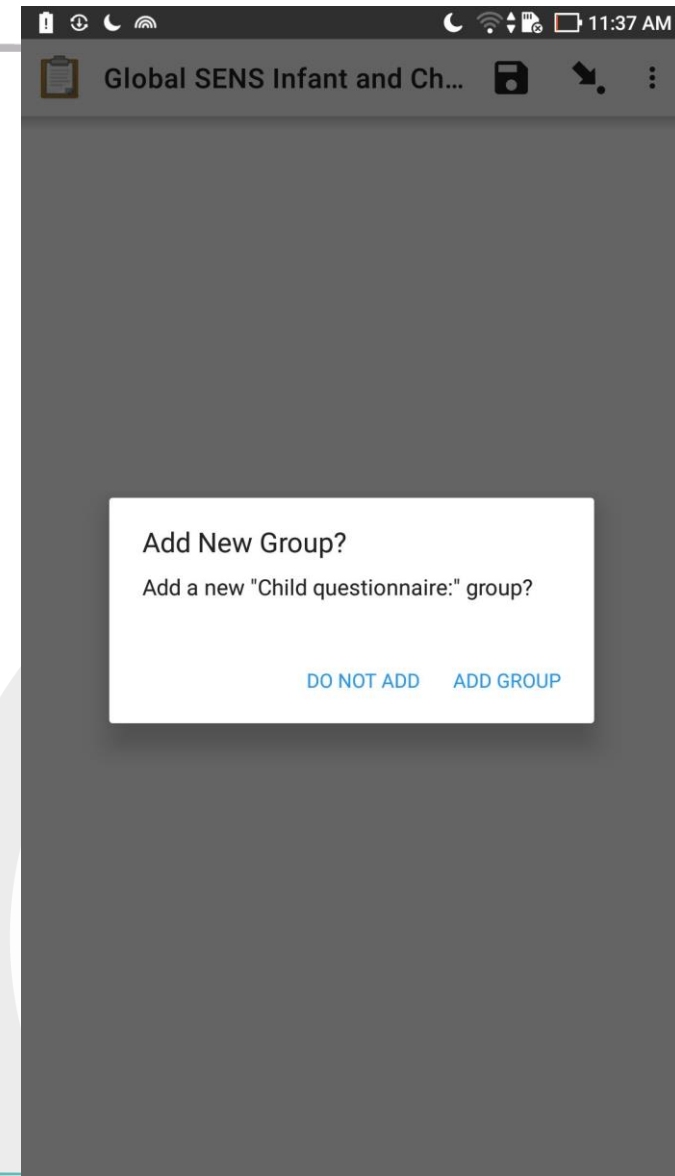 11:37 AM
Global SENS Infant and Ch...
Add New Group?
Add a new "Child questionnaire:" group?
DO NOT ADD ADD GROUP